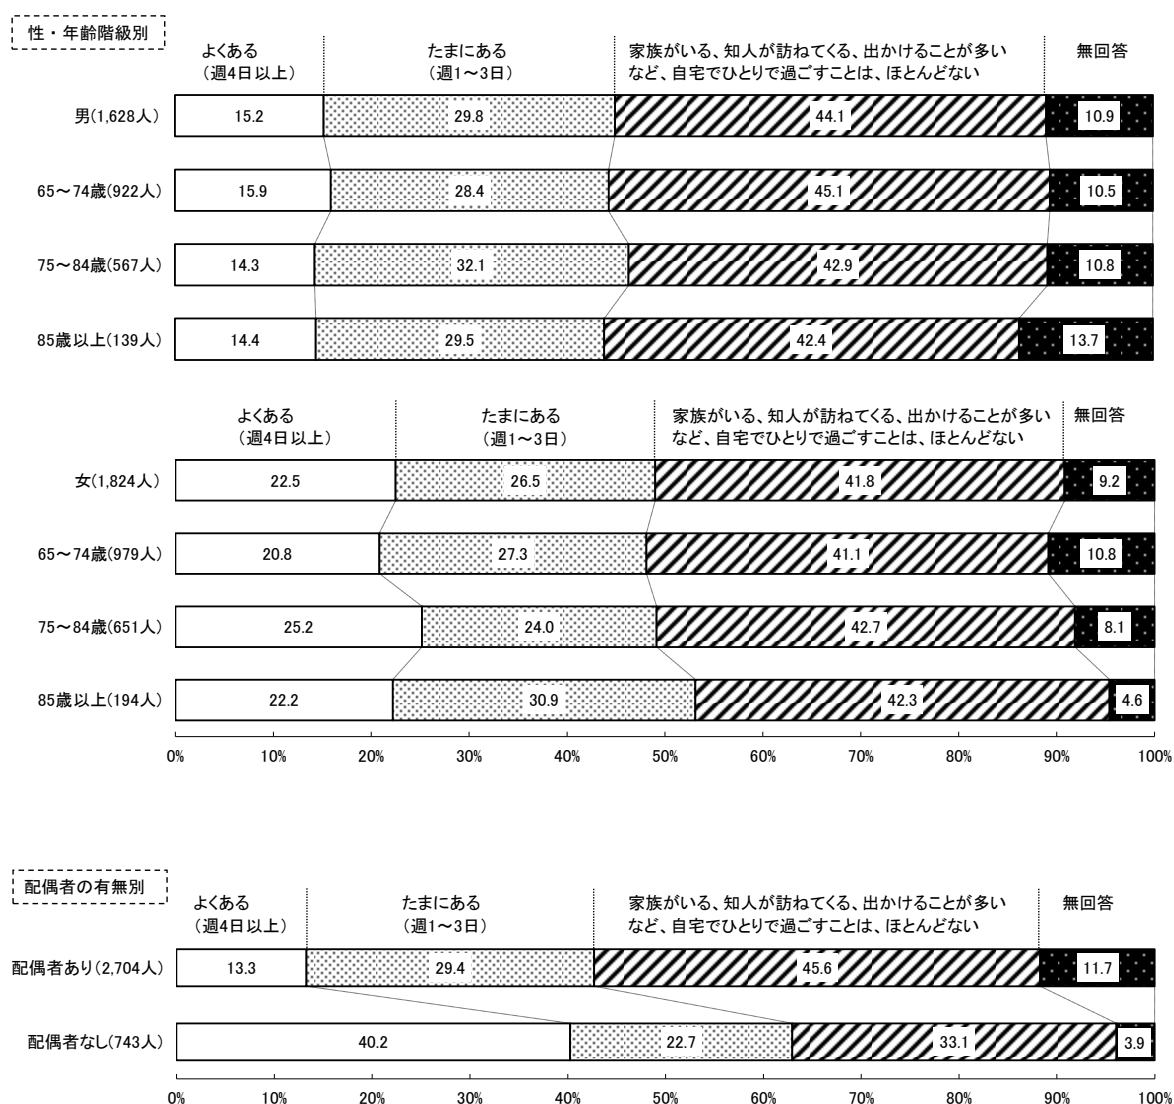 性・年齢階級別
よくある
（週4日以上）
たまにある
（週1～3日）
家族がいる、知人が訪ねてくる、出かけることが多い
など、自宅でひとりで過ごすことは、ほとんどない
無回答
男(1,628人) 15.2 29.8 44.1 10.9
65～74歳(922人) 15.9 28.4 45.1 10.5
75～84歳(567人) 14.3 32.1 42.9 10.8
85歳以上(139人) 14.4 29.5 42.4 13.7
よくある
（週4日以上）
たまにある
（週1～3日）
家族がいる、知人が訪ねてくる、出かけることが多い
など、自宅でひとりで過ごすことは、ほとんどない
無回答
女(1,824人) 22.5 26.5 41.8 9.2
65～74歳(979人) 20.8 27.3 41.1 10.8
75～84歳(651人) 25.2 24.0 42.7 8.1
85歳以上(194人) 22.2 30.9 42.3 4.6
0% 10% 20% 30% 40% 50% 60% 70% 80% 90% 100%
配偶者の有無別
よくある
（週4日以上）
たまにある
（週1～3日）
家族がいる、知人が訪ねてくる、出かけることが多い
など、自宅でひとりで過ごすことは、ほとんどない
無回答
配偶者あり(2,704人) 13.3 29.4 45.6 11.7
配偶者なし(743人) 40.2 22.7 33.1 3.9
0% 10% 20% 30% 40% 50% 60% 70% 80% 90% 100%